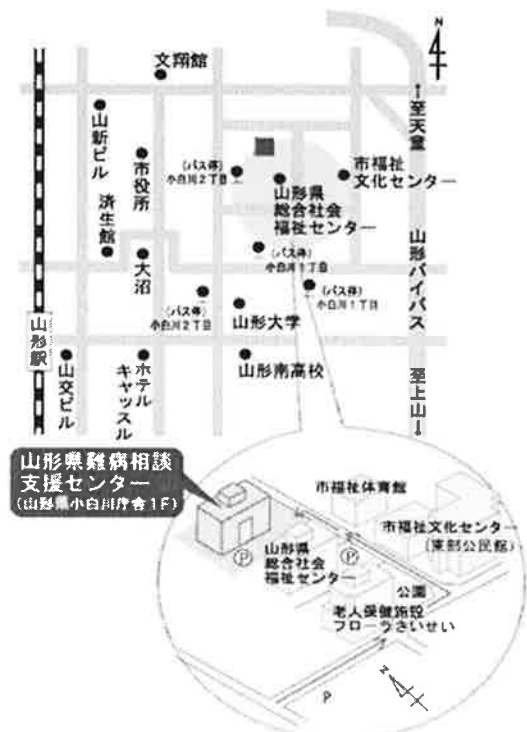 N
文翔館
←至天童
山新ビル
市役所
(バス停)
小白川2丁目
山形県
総合社会
福祉センター
市福祉
文化センター
済生館
大沼
(バス停)
小白川1丁目
(バス停)
小白川2丁目
(バス停)
小白川1丁目
山形大学
山形バイパス
山形駅
山交ビル
ホテル
キャッスル
山形南高校
至上山→
山形県難病相談
支援センター
(山形県小白川庁舎1F)
市福祉体育館
市福祉文化センター
(東部公民館)
P
山形県
総合社会
福祉センター
P
公園
老人保健施設
フローラさいせい
P
N